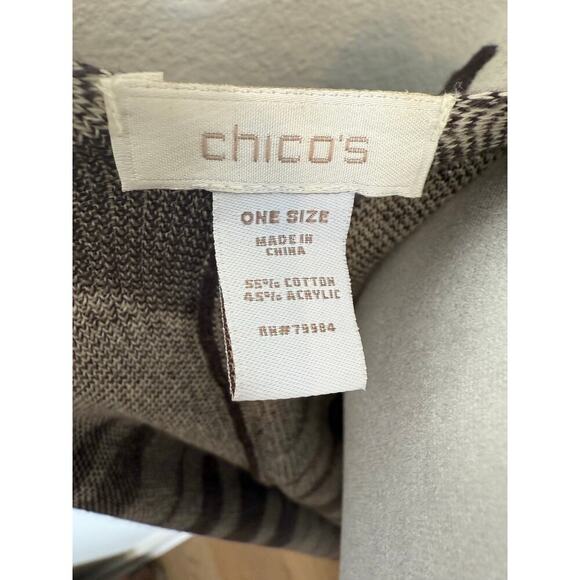 chico's
ONE SIZE
MADE IN
CHINA
55% COTTON
45% ACRYLIC
RN#79984